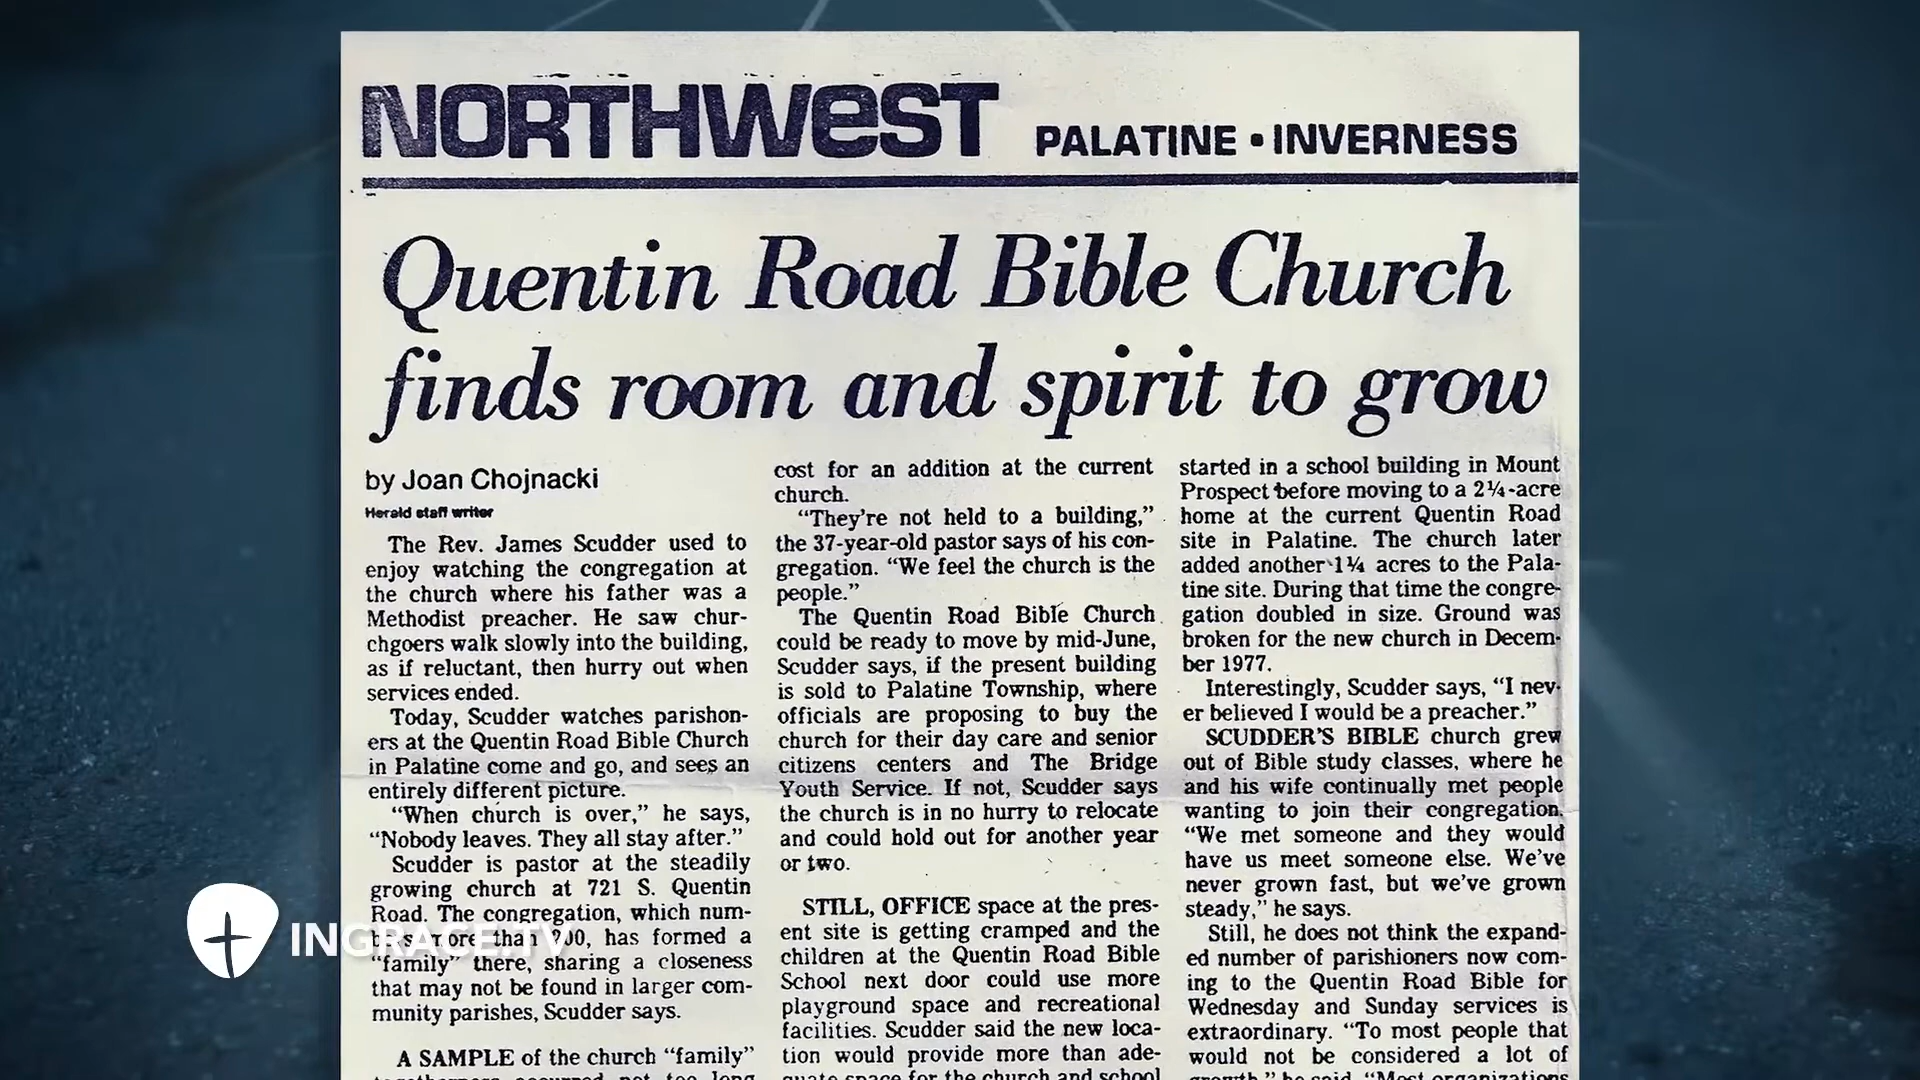 NORTHWEST
PALATINE • INVERNESS
Quentin Road Bible Church
finds room and spirit to grow
by Joan Chojnacki
Herald staff writer
The Rev. James Scudder used to
enjoy watching the congregation at
the church where his father was a
Methodist preacher. He saw chur-
chgoers walk slowly into the building,
as if reluctant, then hurry out when
services ended.
Today, Scudder watches parishon-
ers at the Quentin Road Bible Church
in Palatine come and go, and sees an
entirely different picture.
"When church is over," he says,
"Nobody leaves. They all stay after."
Scudder is pastor at the steadily
growing church at 721 S. Quentin
Road. The congregation, which num-
more than has formed a
"family" there, sharing a closeness
that may not be found in larger com-
munity parishes, Scudder says.
A SAMPLE of the church "family"
cost for an addition at the current
church.
"They're not held to a building,"
the 37-year-old pastor says of his con-
gregation. "We feel the church is the
people."
The Quentin Road Bible Church
could be ready to move by mid-June,
Scudder says, if the present building
is sold to Palatine Township, where
officials are proposing to buy the
church for their day care and senior
citizens centers and The Bridge
Youth Service. If not, Scudder says
the church is in no hurry to relocate
and could hold out for another year
or two.
STILL, OFFICE space at the pres-
ent site is getting cramped and the
children at the Quentin Road Bible
School next door could use more
playground space and recreational
facilities. Scudder said the new loca-
tion would provide more than ade-
quate space for the church and school
started in a school building in Mount
Prospect before moving to a 2¼-acre
home at the current Quentin Road
site in Palatine. The church later
added another 1¼ acres to the Pala-
tine site. During that time the congre-
gation doubled in size. Ground was
broken for the new church in Decem-
ber 1977.
Interestingly, Scudder says, "I nev-
er believed I would be a preacher."
SCUDDER'S BIBLE church grew
out of Bible study classes, where he
and his wife continually met people
wanting to join their congregation.
"We met someone and they would
have us meet someone else. We've
never grown fast, but we've grown
steady," he says.
Still, he does not think the expand-
ed number of parishioners now com-
ing to the Quentin Road Bible for
Wednesday and Sunday services is
extraordinary. "To most people that
would not be considered a lot of
growth," he said. "Most organizations
INGRACE.TV